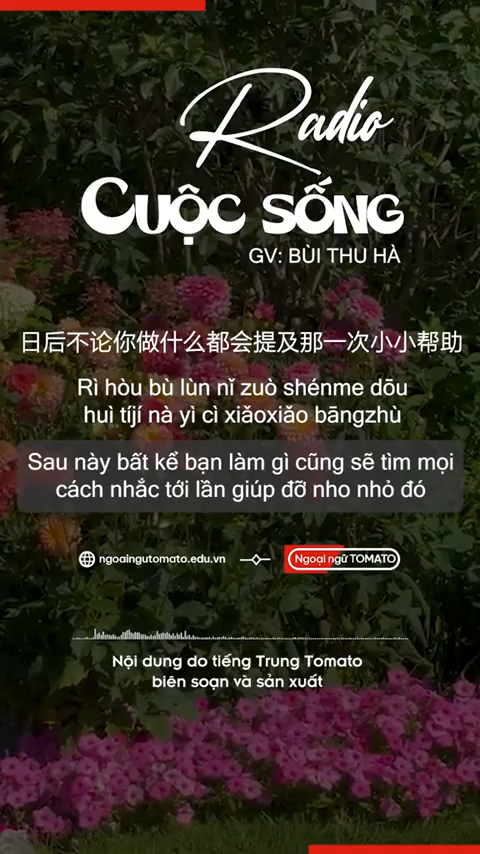 Radio
CUỘC SỐNG
GV: BÙI THU HÀ
日后不论你做什么都会提及那一次小小帮助
Rì hòu bù lùn nǐ zuò shénme dōu
huì tíjí nà yì cì xiǎoxiǎo bāngzhù
Sau này bất kể bạn làm gì cũng sẽ tìm mọi
cách nhắc tới lần giúp đỡ nho nhỏ đó
ngoaingutomato.edu.vn
Ngoại ngữ TOMATO
Nội dung do tiếng Trung Tomato
biên soạn và sản xuất